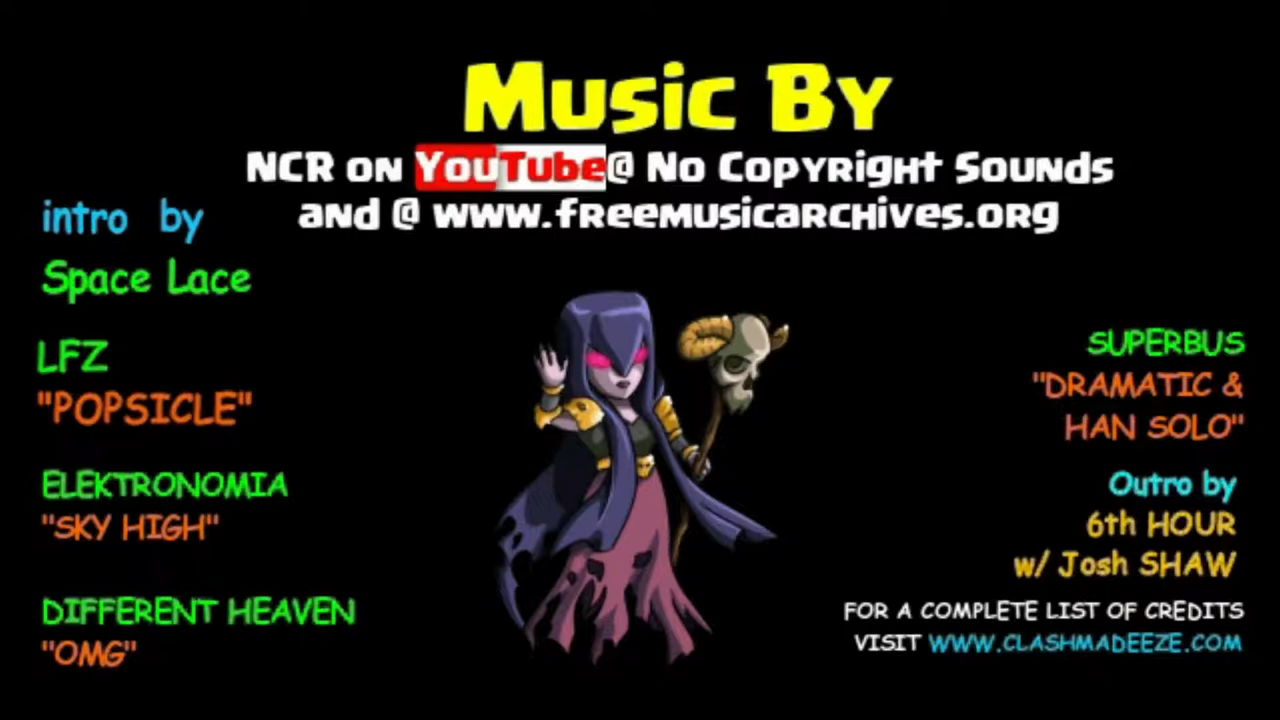 Music By
NCR on YouTube@ No Copyright Sounds
and @ www.freemusicarchives.org
intro by
Space Lace
LFZ
"POPSICLE"
ELEKTRONOMIA
"SKY HIGH"
DIFFERENT HEAVEN
"OMG"
SUPERBUS
"DRAMATIC &
HAN SOLO"
Outro by
6th HOUR
w/ Josh SHAW
FOR A COMPLETE LIST OF CREDITS
VISIT WWW.CLASHMADEEZE.COM